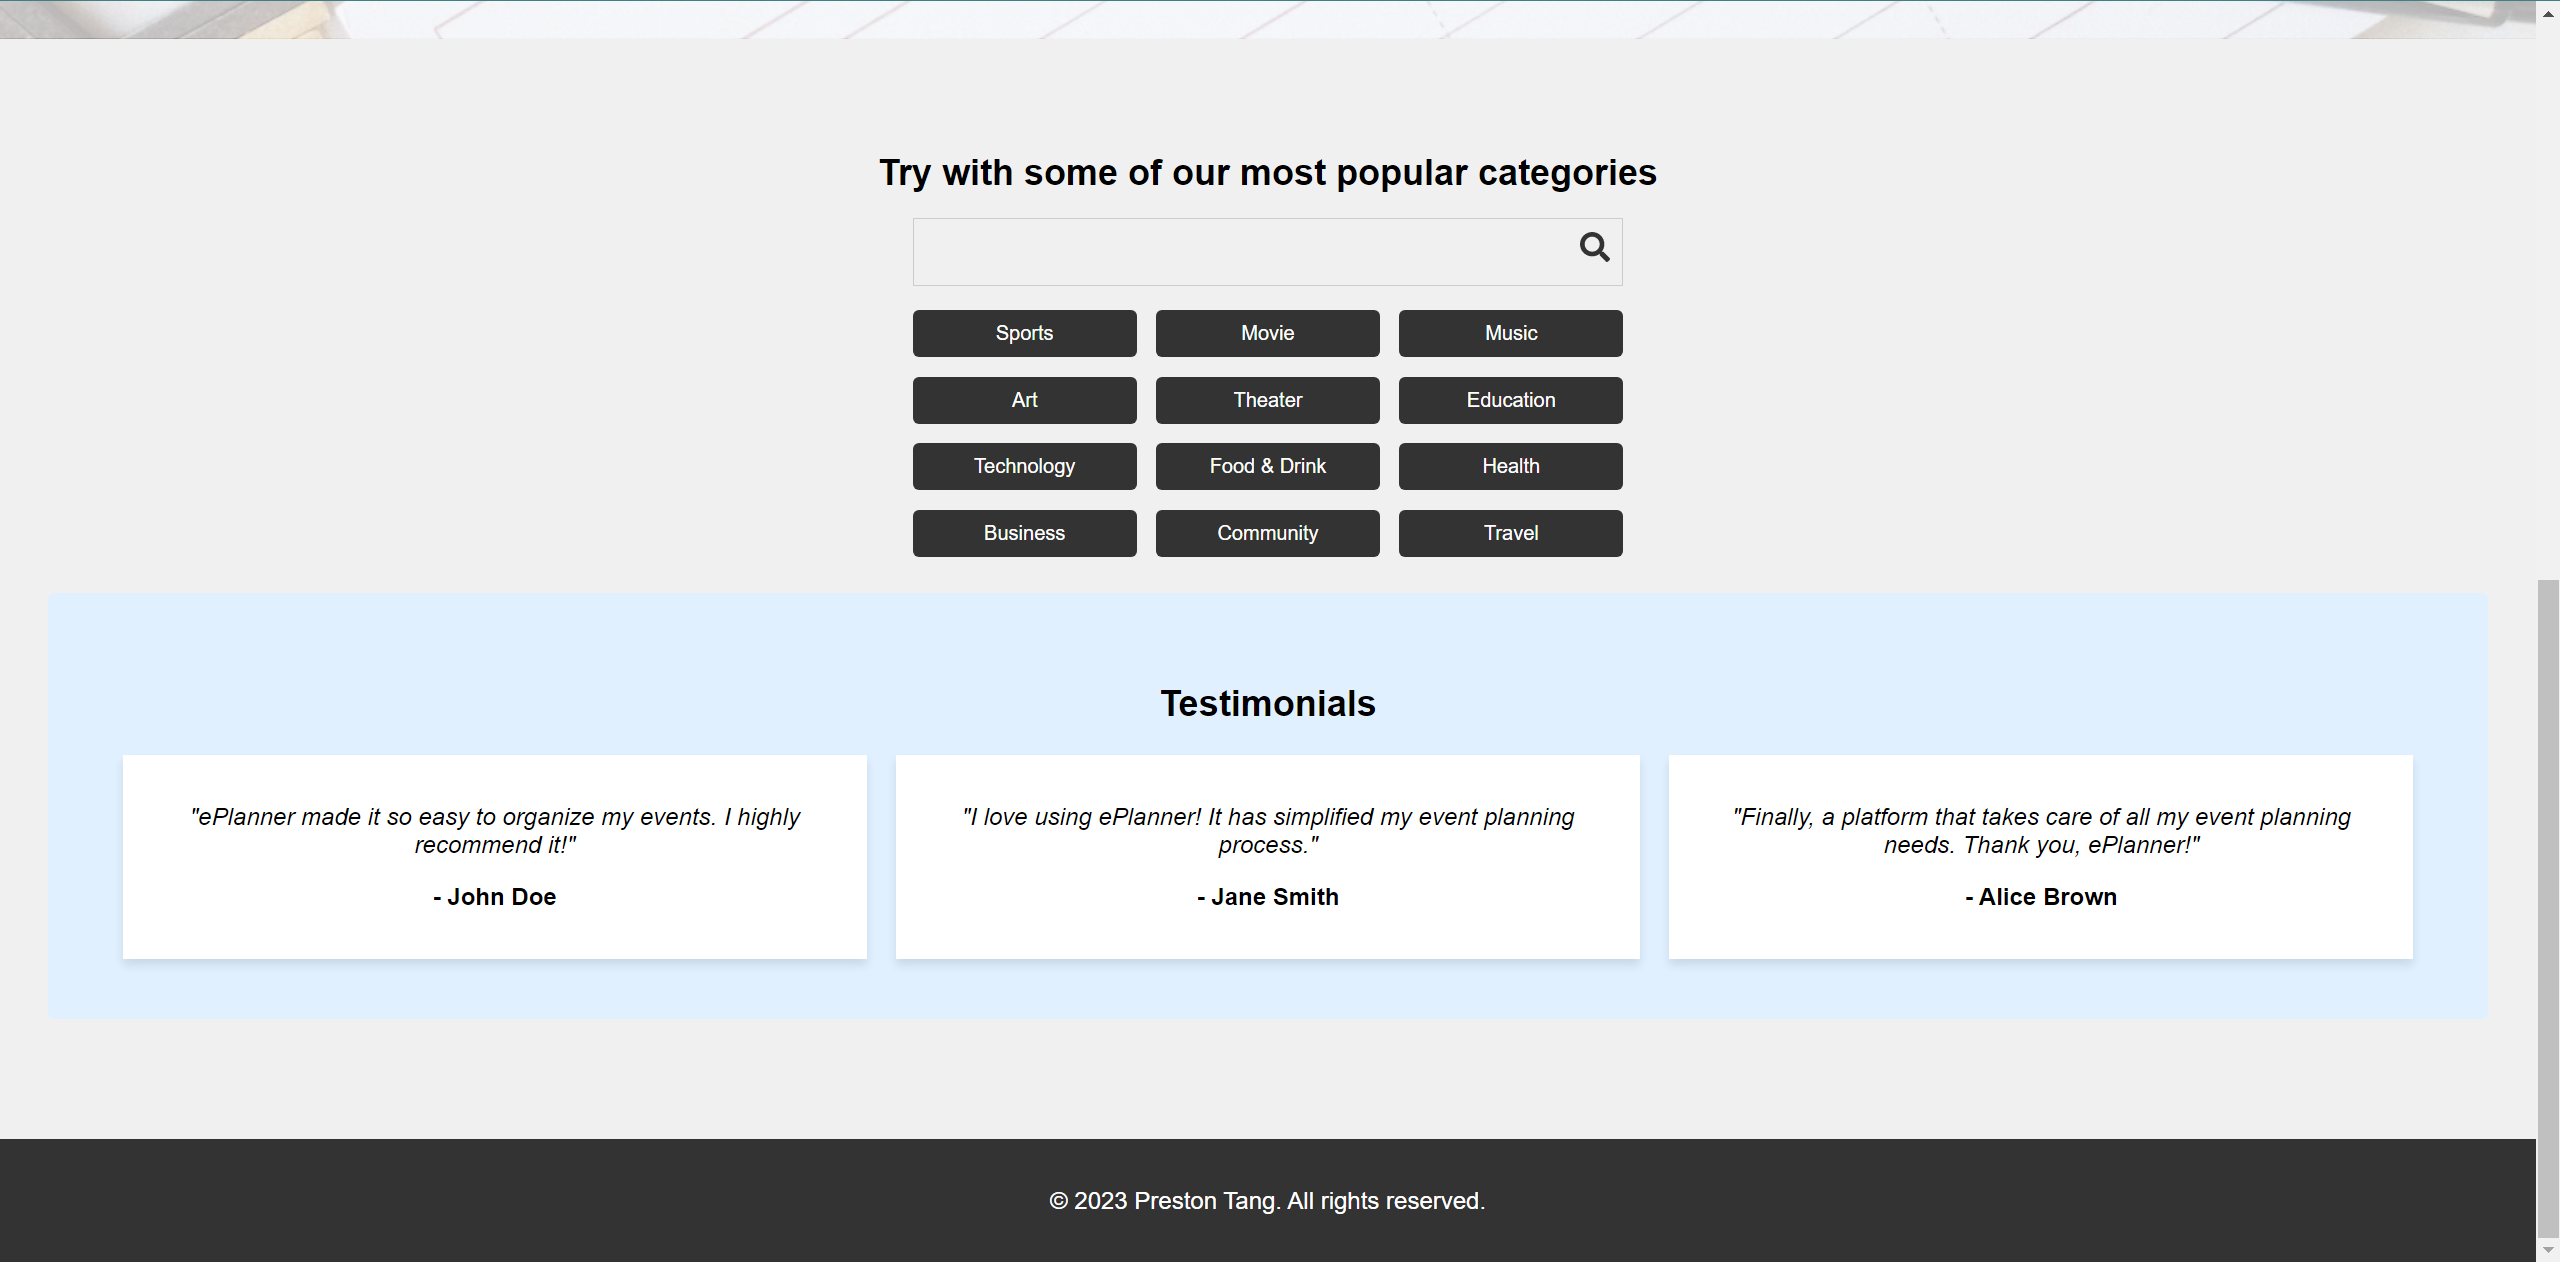 Try with some of our most popular categories
Sports
Movie
Music
Art
Theater
Education
Technology
Food & Drink
Health
Business
Community
Travel
Testimonials
"ePlanner made it so easy to organize my events. I highly
recommend it!"
- John Doe
"I love using ePlanner! It has simplified my event planning
process."
- Jane Smith
"Finally, a platform that takes care of all my event planning
needs. Thank you, ePlanner!"
- Alice Brown
© 2023 Preston Tang. All rights reserved.